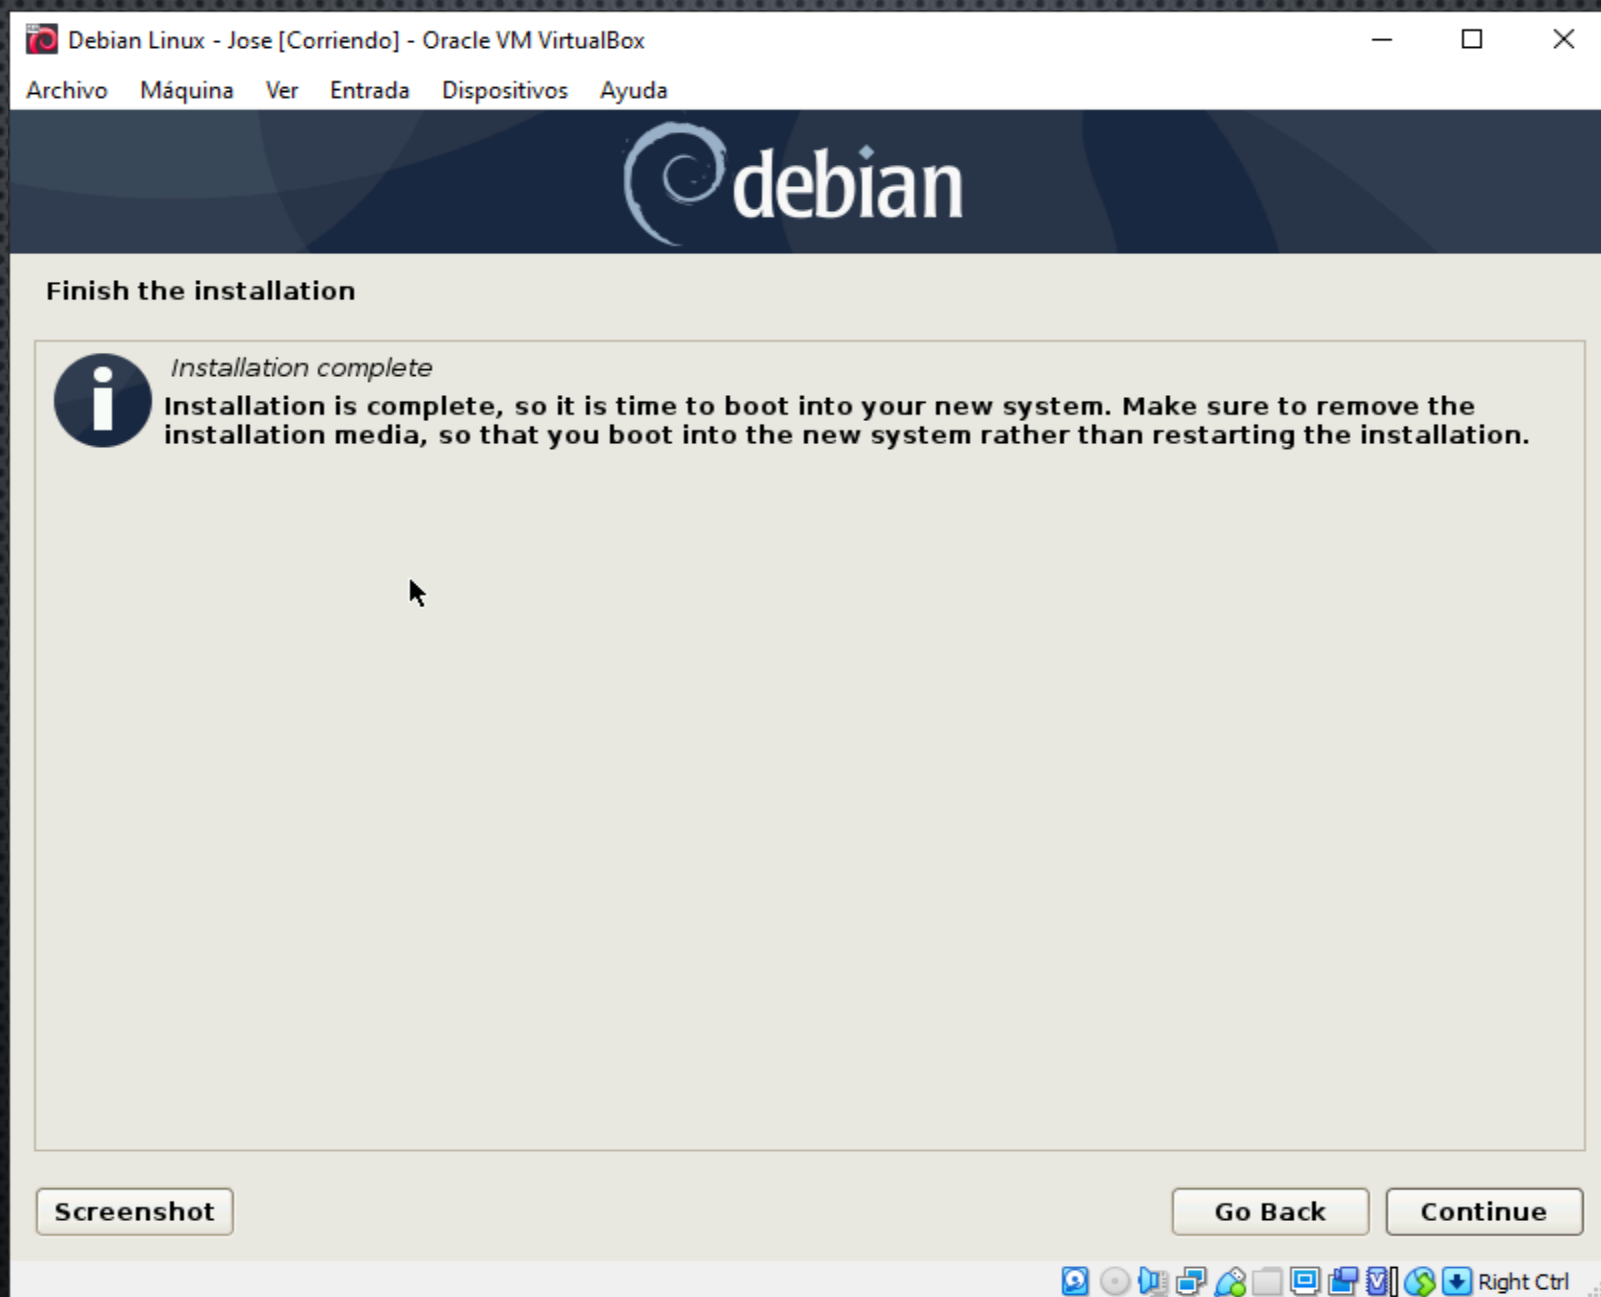 Debian Linux - Jose [Corriendo] - Oracle VM VirtualBox
Archivo Máquina Ver Entrada Dispositivos Ayuda
debian
Finish the installation
Installation complete
Installation is complete, so it is time to boot into your new system. Make sure to remove the
installation media, so that you boot into the new system rather than restarting the installation.
Screenshot Go Back Continue
Right Ctrl